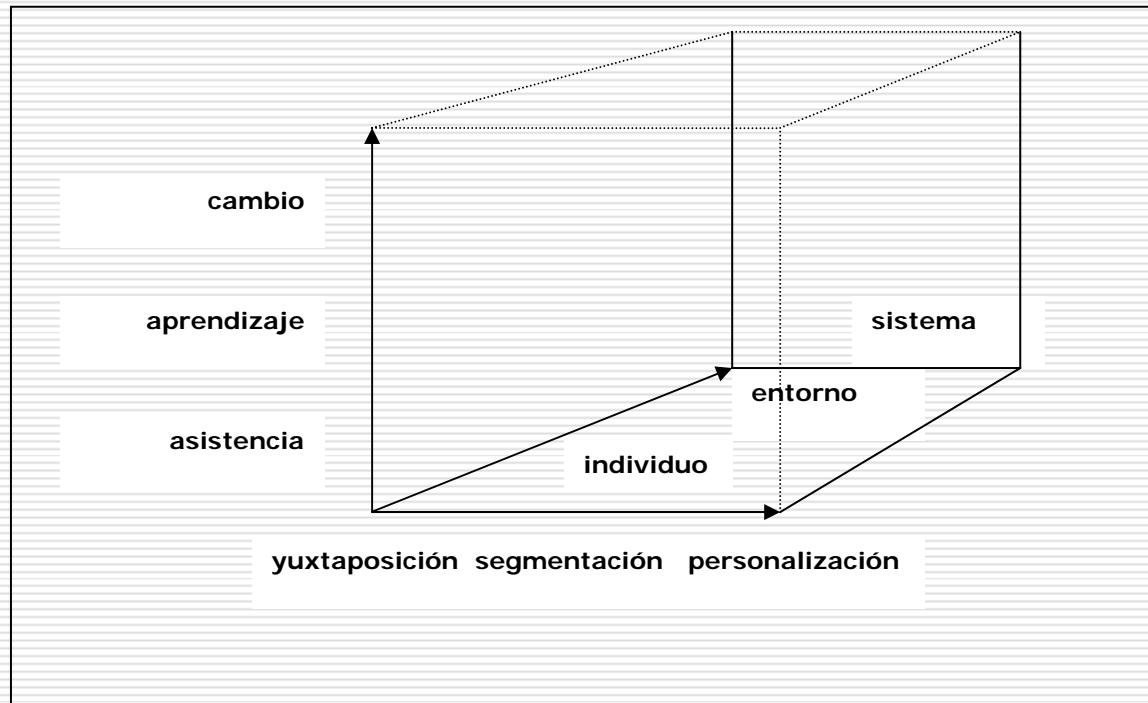 cambio
aprendizaje
sistema
entorno
asistencia
individuo
yuxtaposición segmentación personalización